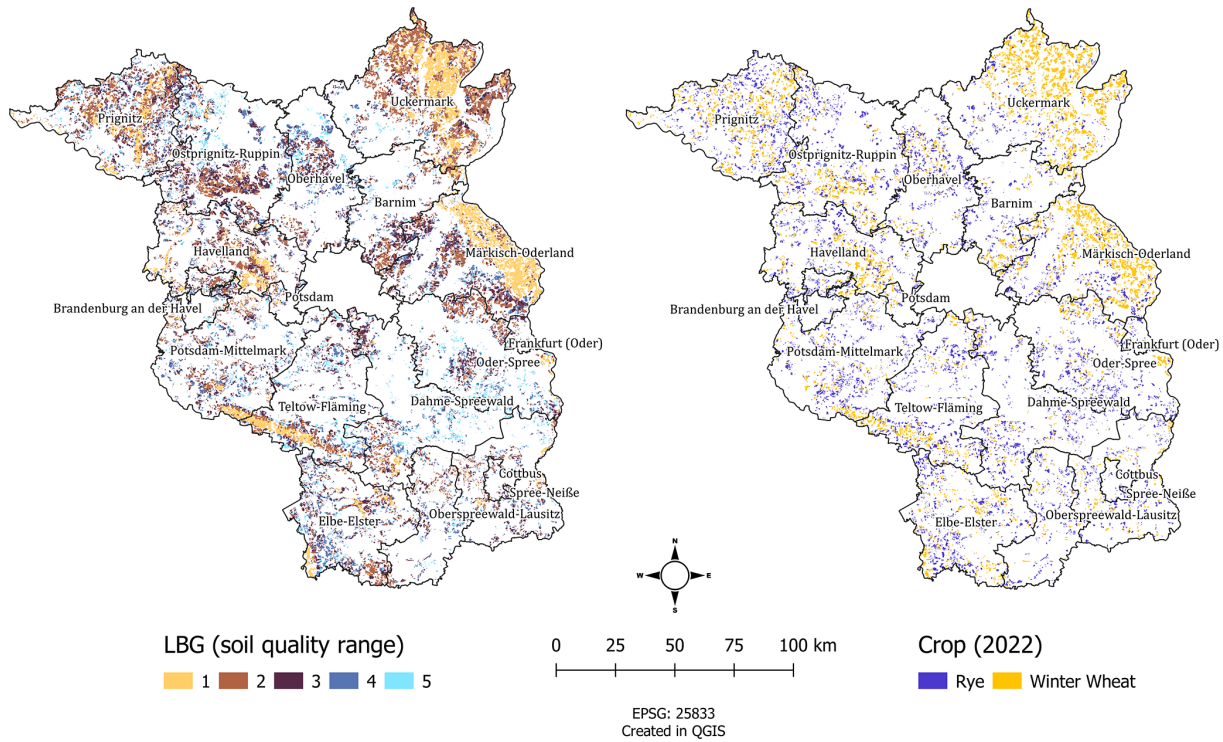 Uckermark
Prignitz
Ostprignitz-Ruppin
Oberhavel
Barnim
Havelland
Märkisch-Oderland
Potsdam
Brandenburg an der Havel
Frankfurt (Oder)
Potsdam-Mittelmark
Oder-Spree
Dahme-Spreewald
Teltow-Fläming
Cottbus
Spree-Neiße
Oberspreewald-Lausitz
Elbe-Elster
Uckermark
Prignitz
Ostprignitz-Ruppin
Oberhavel
Barnim
Havelland
Märkisch-Oderland
Potsdam
Brandenburg an der Havel
Frankfurt (Oder)
Potsdam-Mittelmark
Oder-Spree
Dahme-Spreewald
Teltow-Fläming
Cottbus
Spree-Neiße
Oberspreewald-Lausitz
Elbe-Elster
N
W E
S
LBG (soil quality range)
1 2 3 4 5
0 25 50 75 100 km
EPSG: 25833
Created in QGIS
Crop (2022)
Rye Winter Wheat